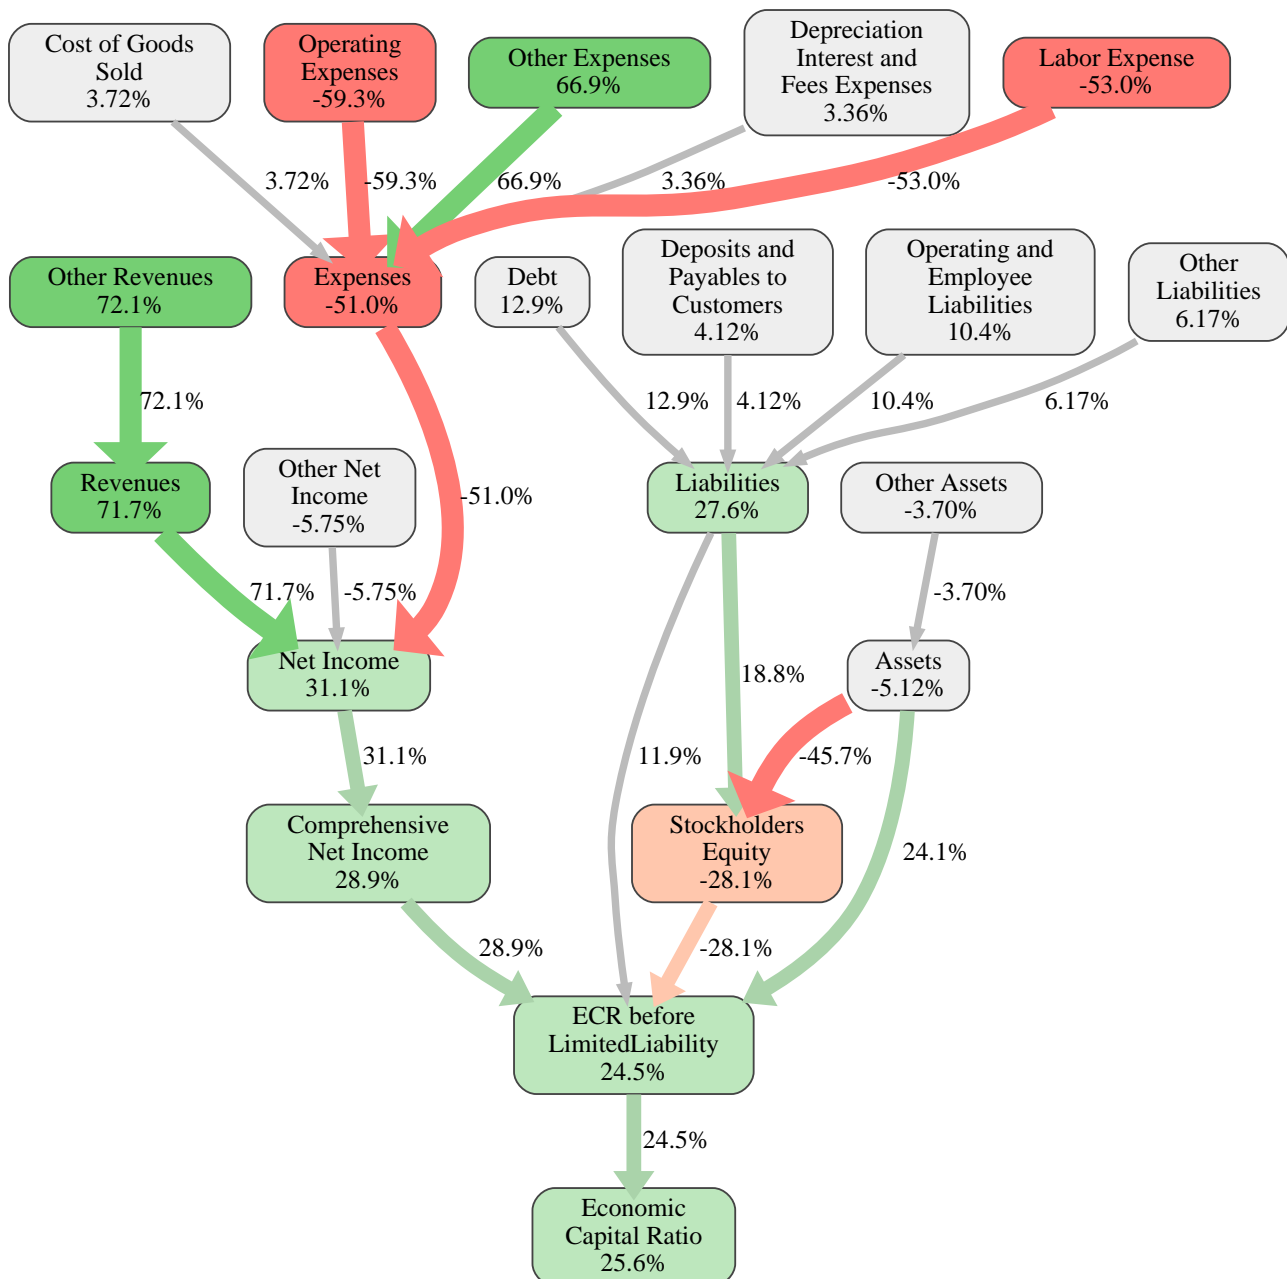 Cost of Goods
Sold
3.72%
Operating
Expenses
-59.3%
Other Expenses
66.9%
Depreciation
Interest and
Fees Expenses
3.36%
Labor Expense
-53.0%
3.72%
-59.3%
66.9%
3.36%
-53.0%
Other Revenues
72.1%
Expenses
-51.0%
Debt
12.9%
Deposits and
Payables to
Customers
4.12%
Operating and
Employee
Liabilities
10.4%
Other
Liabilities
6.17%
72.1%
12.9%
4.12%
10.4%
6.17%
Revenues
71.7%
Other Net
Income
-5.75%
-51.0%
Liabilities
27.6%
Other Assets
-3.70%
71.7%
-5.75%
-3.70%
Net Income
31.1%
18.8%
Assets
-5.12%
31.1%
11.9%
-45.7%
Comprehensive
Net Income
28.9%
Stockholders
Equity
-28.1%
24.1%
28.9%
-28.1%
ECR before
LimitedLiability
24.5%
24.5%
Economic
Capital Ratio
25.6%